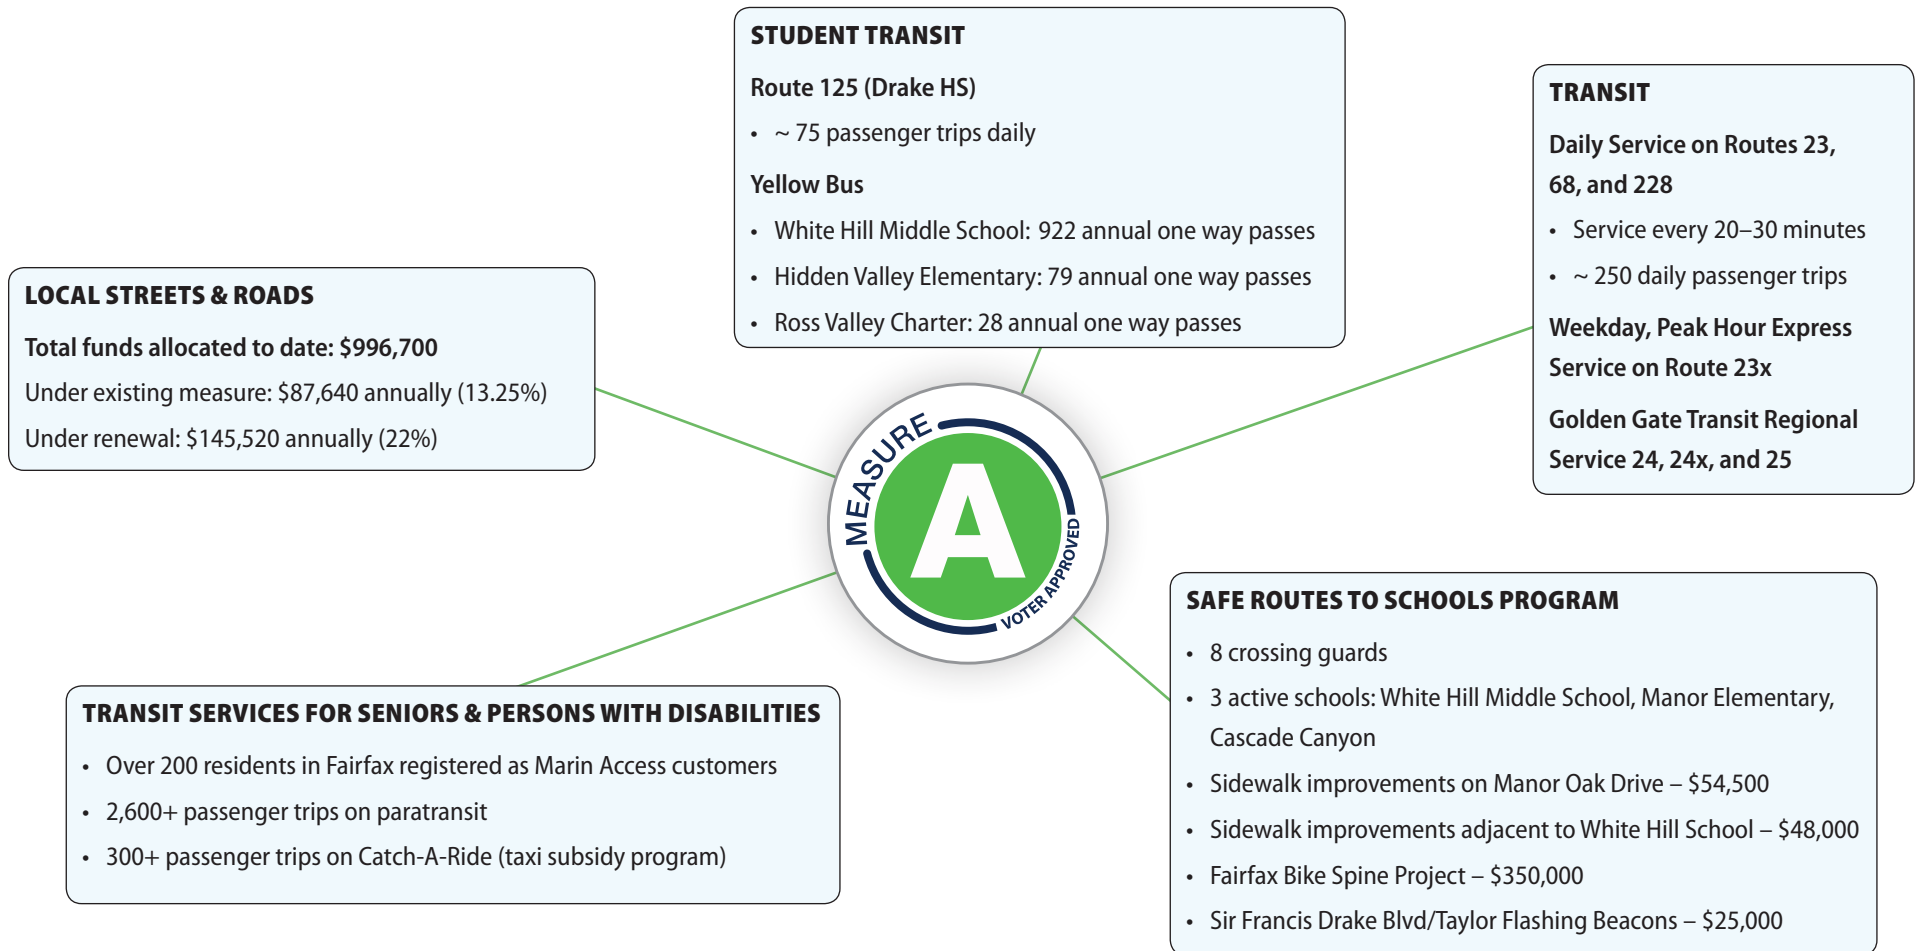 STUDENT TRANSIT
Route 125 (Drake HS)
• ~ 75 passenger trips daily
Yellow Bus
• White Hill Middle School: 922 annual one way passes
• Hidden Valley Elementary: 79 annual one way passes
• Ross Valley Charter: 28 annual one way passes
TRANSIT
Daily Service on Routes 23,
68, and 228
• Service every 20–30 minutes
• ~ 250 daily passenger trips
Weekday, Peak Hour Express
Service on Route 23x
Golden Gate Transit Regional
Service 24, 24x, and 25
LOCAL STREETS & ROADS
Total funds allocated to date: $996,700
Under existing measure: $87,640 annually (13.25%)
Under renewal: $145,520 annually (22%)
MEASURE
A
VOTER APPROVED
TRANSIT SERVICES FOR SENIORS & PERSONS WITH DISABILITIES
• Over 200 residents in Fairfax registered as Marin Access customers
• 2,600+ passenger trips on paratransit
• 300+ passenger trips on Catch-A-Ride (taxi subsidy program)
SAFE ROUTES TO SCHOOLS PROGRAM
• 8 crossing guards
• 3 active schools: White Hill Middle School, Manor Elementary,
Cascade Canyon
• Sidewalk improvements on Manor Oak Drive – $54,500
• Sidewalk improvements adjacent to White Hill School – $48,000
• Fairfax Bike Spine Project – $350,000
• Sir Francis Drake Blvd/Taylor Flashing Beacons – $25,000